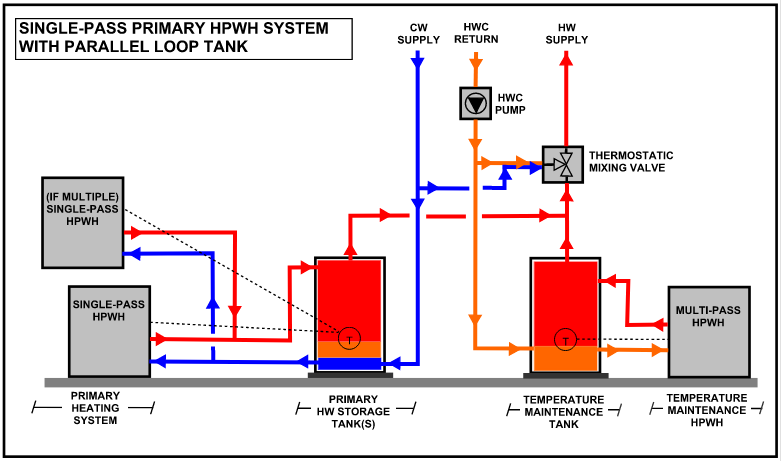 SINGLE-PASS PRIMARY HPWH SYSTEM
WITH PARALLEL LOOP TANK
CW
SUPPLY
HWC
RETURN
HW
SUPPLY
HWC
PUMP
THERMOSTATIC
MIXING VALVE
(IF MULTIPLE)
SINGLE-PASS
HPWH
SINGLE-PASS
HPWH
T
T
MULTI-PASS
HPWH
PRIMARY
HEATING
SYSTEM
PRIMARY
HW STORAGE
TANK(S)
TEMPERATURE
MAINTENANCE
TANK
TEMPERATURE
MAINTENANCE
HPWH